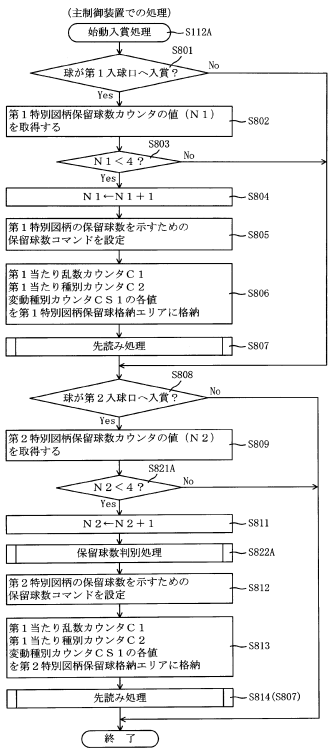 (主制御装置での処理)
始動入賞処理
S112A
S801
球が第1入球口へ入賞？
No
Yes
第1特別図柄保留球数カウンタの値（N1）
を取得する
S802
S803
N1<4？
No
Yes
N1←N1+1
S804
第1特別図柄の保留球数を示すための
保留球数コマンドを設定
S805
第1当たり乱数カウンタC1
第1当たり種別カウンタC2
変動種別カウンタCS1の各値
を第1特別図柄保留球格納エリアに格納
S806
先読み処理
S807
S808
球が第2入球口へ入賞？
No
Yes
第2特別図柄保留球数カウンタの値（N2）
を取得する
S809
S821A
N2<4？
No
Yes
N2←N2+1
S811
保留球数判別処理
S822A
第2特別図柄の保留球数を示すための
保留球数コマンドを設定
S812
第1当たり乱数カウンタC1
第1当たり種別カウンタC2
変動種別カウンタCS1の各値
を第2特別図柄保留球格納エリアに格納
S813
先読み処理
S814(S807)
終 了